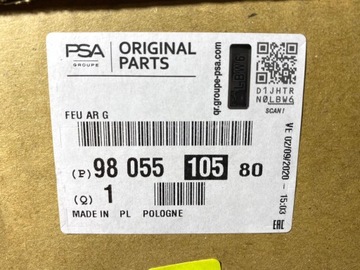 PSA
GROUPE
ORIGINAL
PARTS
qr.groupe-psa.com
D1JHTR
N0LBW6
SCAN !
FEU AR G
VE 02/09/2020 - 15:03
(P) 98 055 105 80
(Q) 1
MADE IN PL POLOGNE
EAC